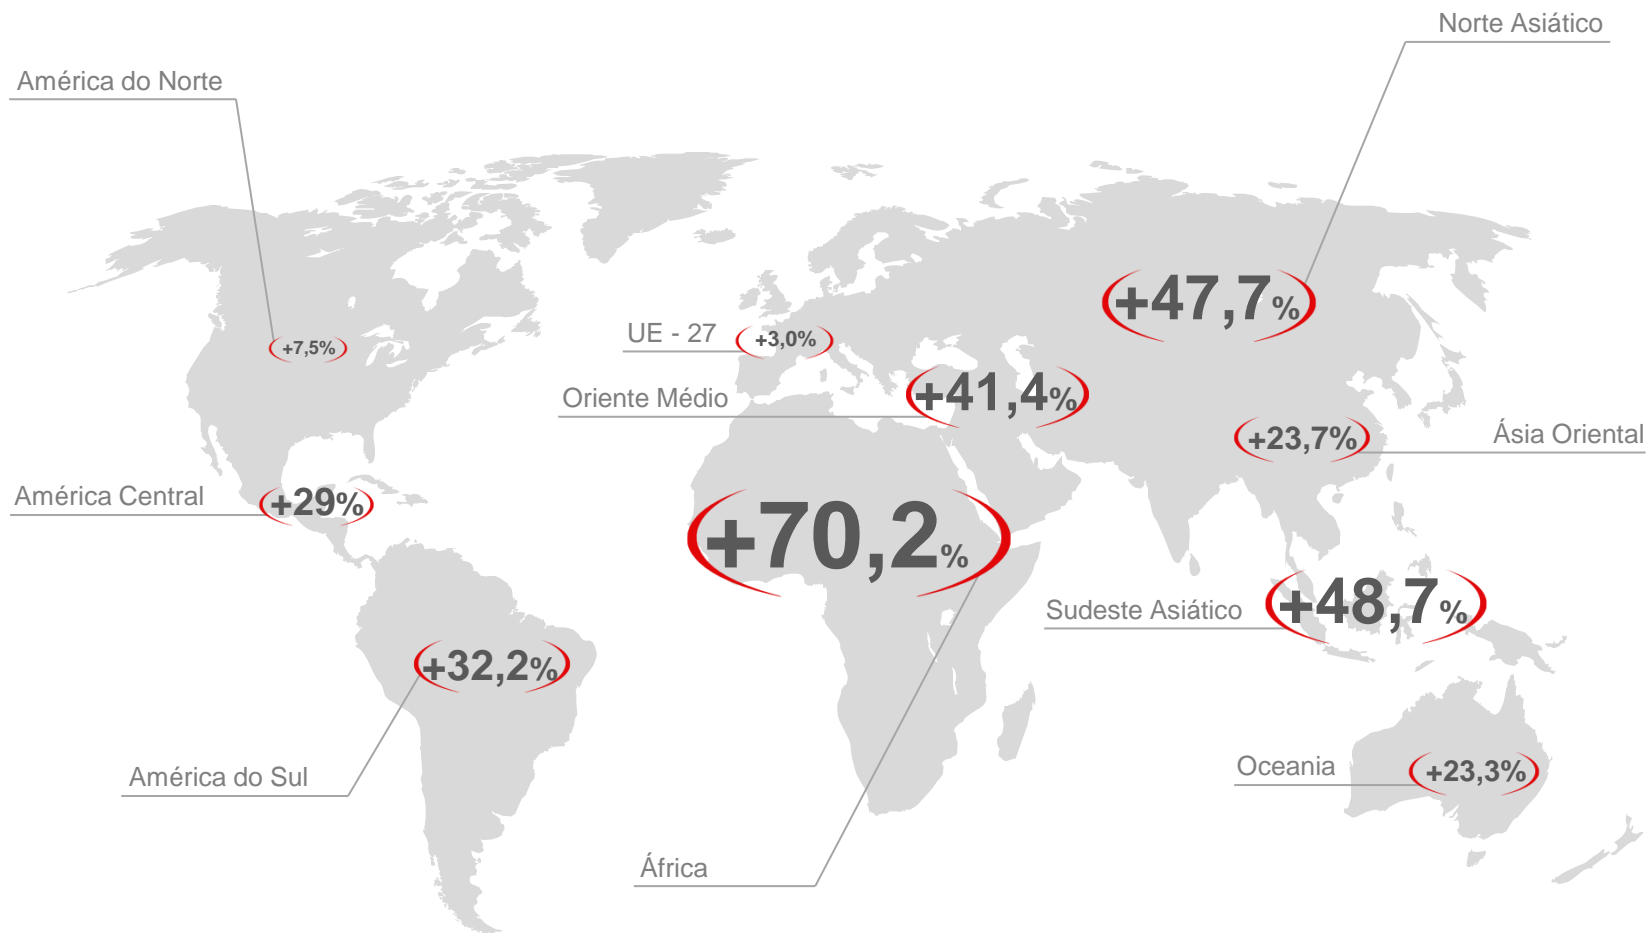 Norte Asiático
América do Norte
+47,7%
UE - 27
+3,0%
+7,5%
Oriente Médio
+41,4%
+23,7%
Ásia Oriental
América Central
+29%
+70,2%
Sudeste Asiático
+48,7%
+32,2%
América do Sul
Oceania
+23,3%
África